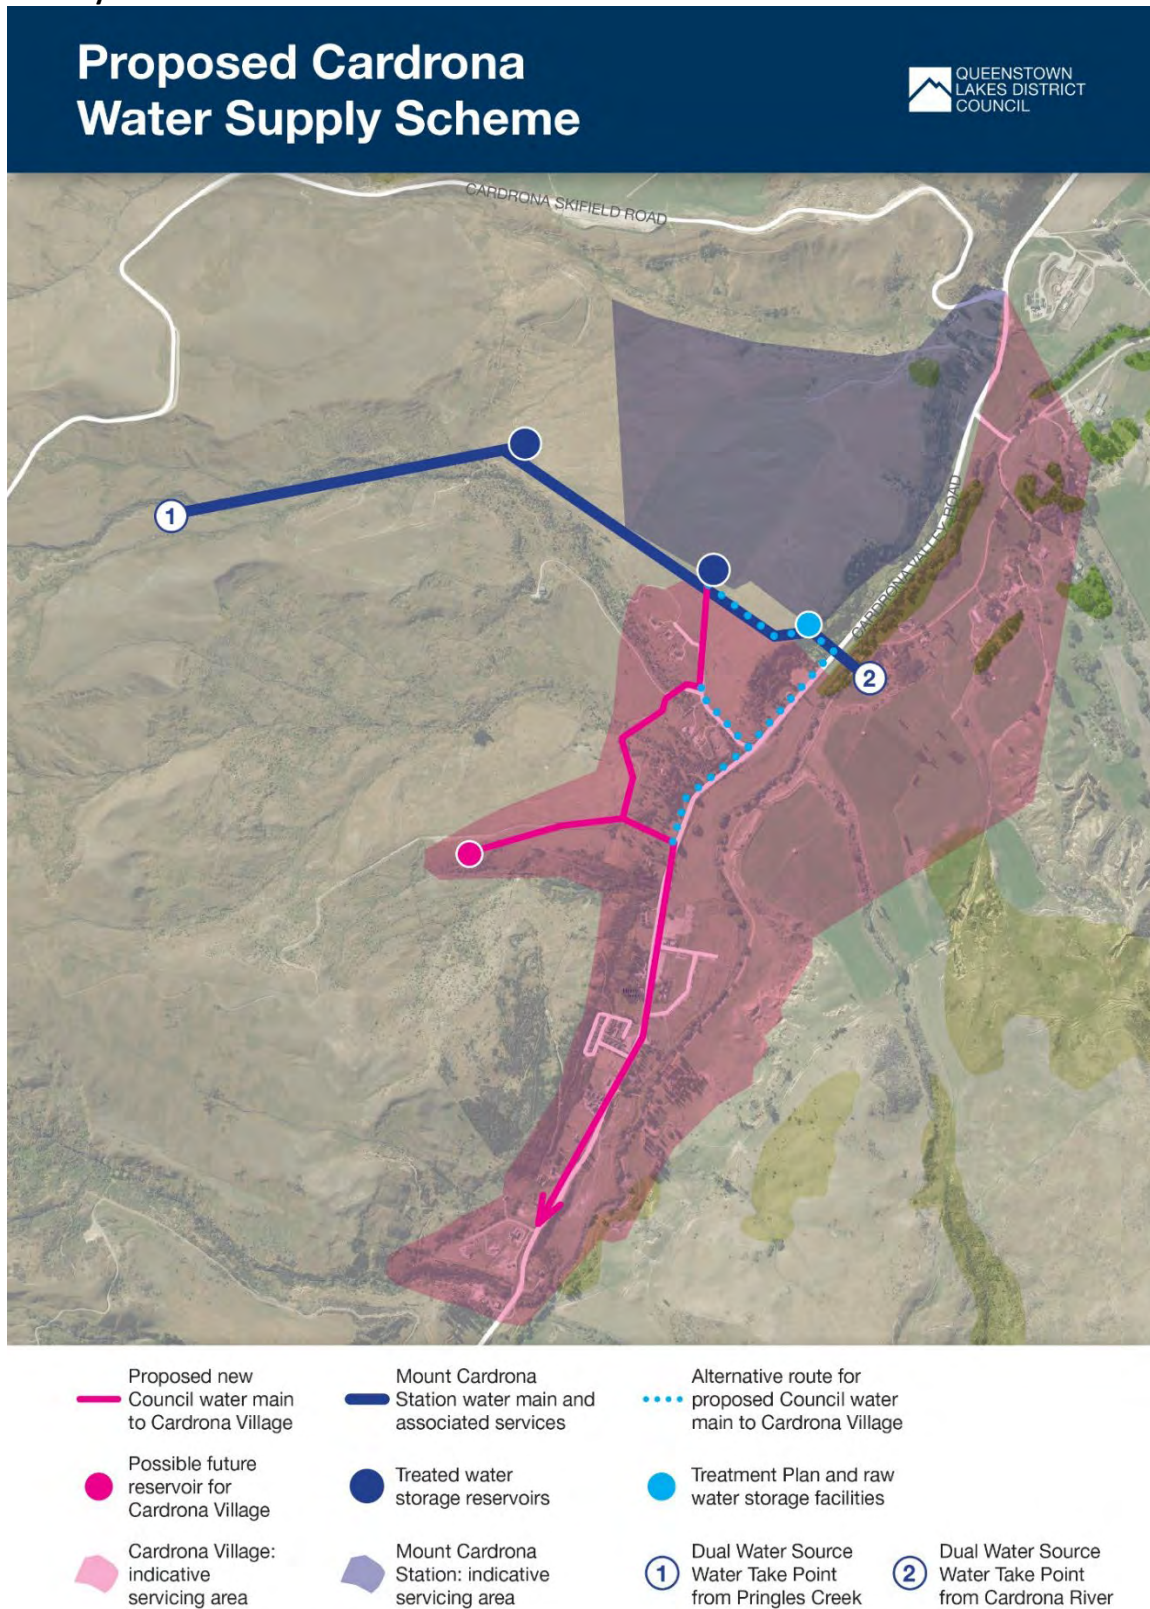 Proposed Cardrona
Water Supply Scheme
QUEENSTOWN
LAKES DISTRICT
COUNCIL
CARDRONA SKIFIELD ROAD
CARDRONA VALLEY ROAD
1
2
Proposed new
Council water main
to Cardrona Village
Mount Cardrona
Station water main and
associated services
Alternative route for
proposed Council water
main to Cardrona Village
Possible future
reservoir for
Cardrona Village
Treated water
storage reservoirs
Treatment Plan and raw
water storage facilities
Cardrona Village:
indicative
servicing area
Mount Cardrona
Station: indicative
servicing area
1
Dual Water Source
Water Take Point
from Pringles Creek
2
Dual Water Source
Water Take Point
from Cardrona River